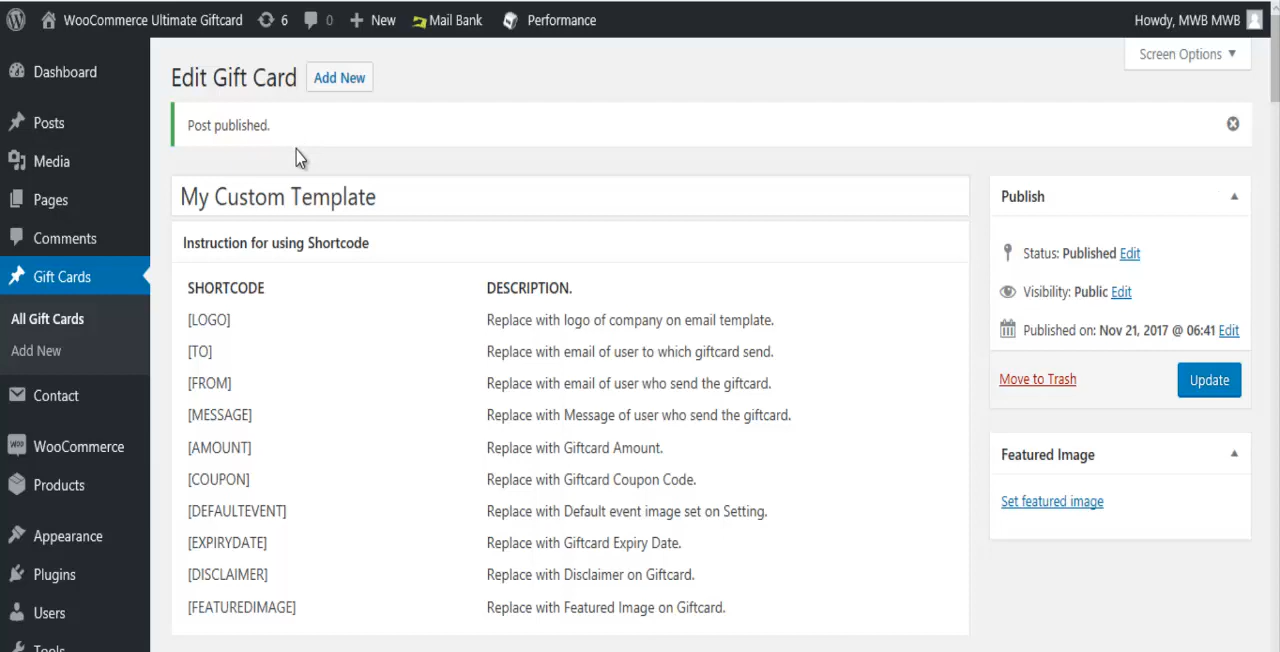 WooCommerce Ultimate Giftcard 6 0 New Mail Bank Performance Howdy, MWB MWB
Screen Options
Dashboard
Posts
Media
Pages
Comments
Gift Cards
All Gift Cards
Add New
Contact
WooCommerce
Products
Appearance
Plugins
Users
Tools
Edit Gift Card Add New
Post published.
My Custom Template
Instruction for using Shortcode
SHORTCODE DESCRIPTION.
[LOGO] Replace with logo of company on email template.
[TO] Replace with email of user to which giftcard send.
[FROM] Replace with email of user who send the giftcard.
[MESSAGE] Replace with Message of user who send the giftcard.
[AMOUNT] Replace with Giftcard Amount.
[COUPON] Replace with Giftcard Coupon Code.
[DEFAULTEVENT] Replace with Default event image set on Setting.
[EXPIRYDATE] Replace with Giftcard Expiry Date.
[DISCLAIMER] Replace with Disclaimer on Giftcard.
[FEATUREDIMAGE] Replace with Featured Image on Giftcard.
Publish
Status: Published Edit
Visibility: Public Edit
Published on: Nov 21, 2017 @ 06:41 Edit
Move to Trash Update
Featured Image
Set featured image